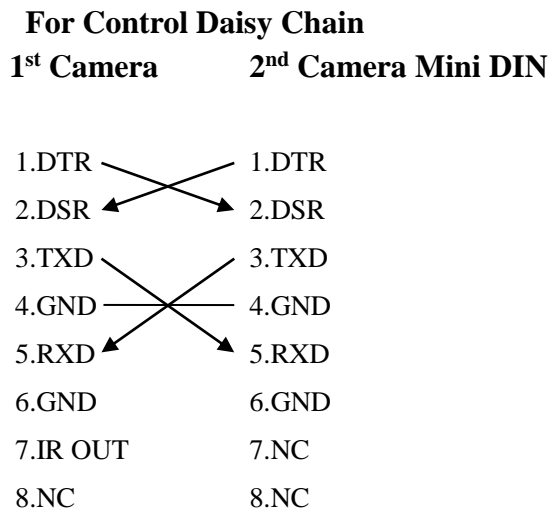 For Control Daisy Chain
1st Camera 2nd Camera Mini DIN
1.DTR 1.DTR
2.DSR 2.DSR
3.TXD 3.TXD
4.GND 4.GND
5.RXD 5.RXD
6.GND 6.GND
7.IR OUT 7.NC
8.NC 8.NC